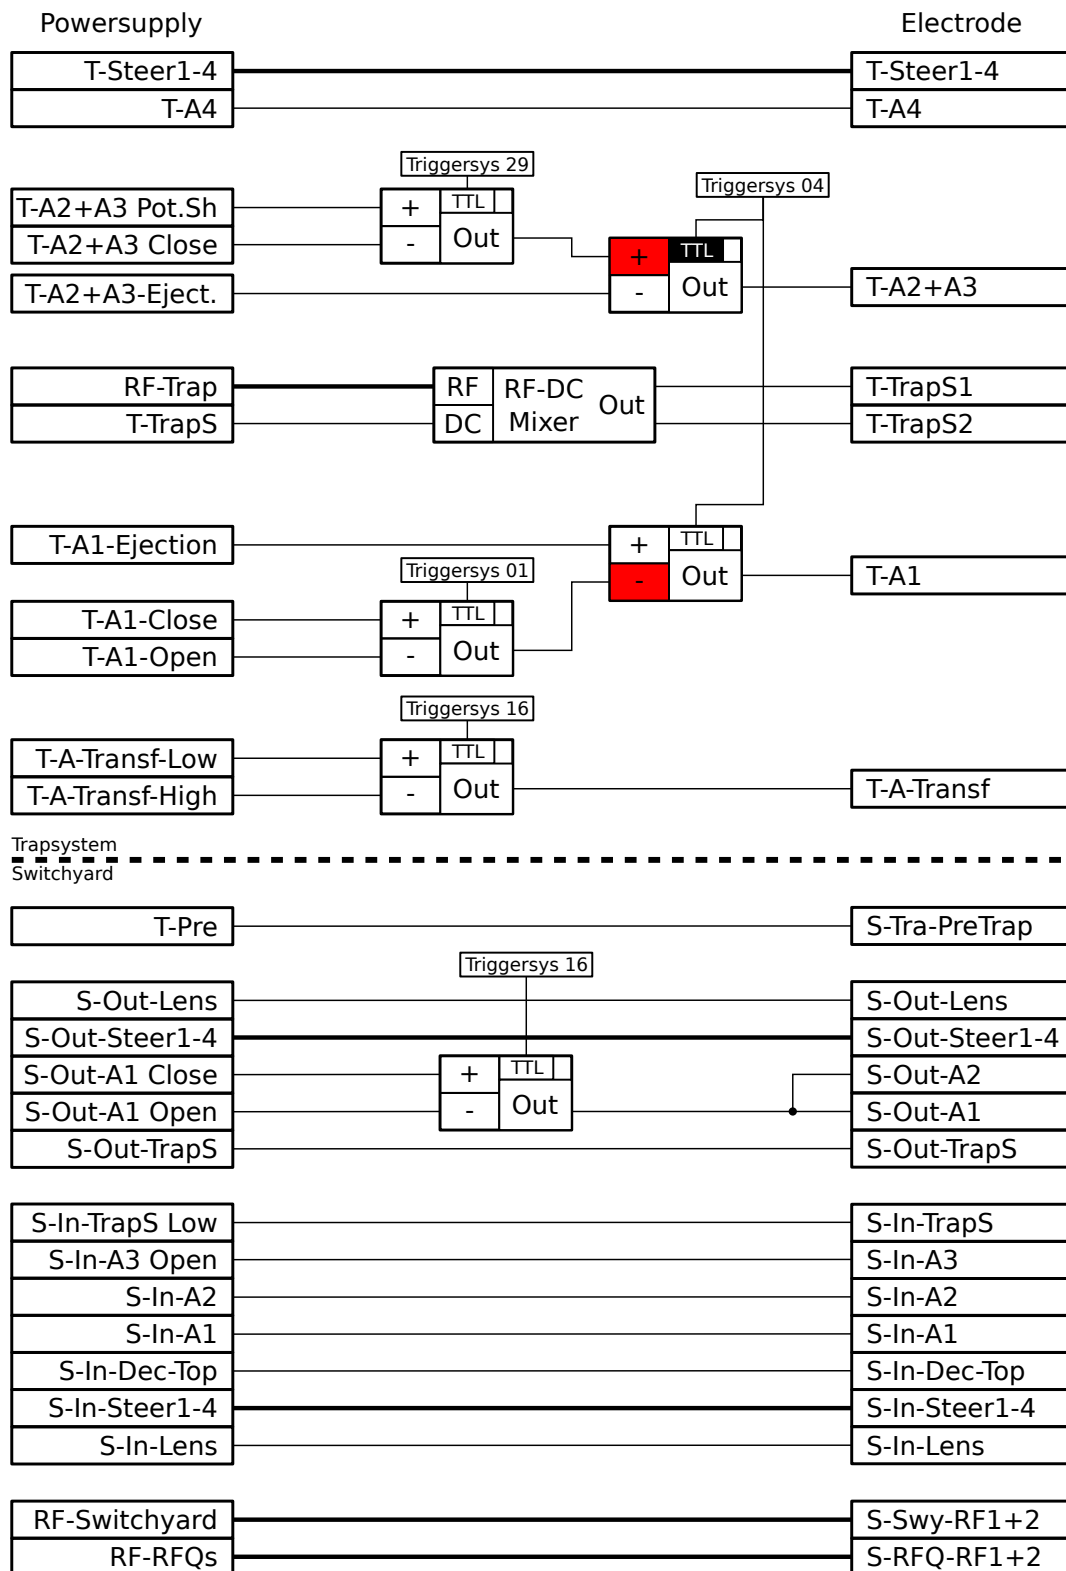 Powersupply Electrode
T-Steer1-4 T-Steer1-4
T-A4 T-A4
Triggersys 29
Triggersys 04
T-A2+A3 Pot.Sh + TTL
T-A2+A3 Close - Out
+ TTL
T-A2+A3-Eject. - Out T-A2+A3
RF-Trap RF RF-DC Out T-TrapS1
T-TrapS DC Mixer T-TrapS2
T-A1-Ejection + TTL
Triggersys 01 - Out T-A1
T-A1-Close + TTL
T-A1-Open - Out
Triggersys 16
T-A-Transf-Low + TTL
T-A-Transf-High - Out T-A-Transf
Trapsystem
Switchyard
T-Pre S-Tra-PreTrap
Triggersys 16
S-Out-Lens S-Out-Lens
S-Out-Steer1-4 S-Out-Steer1-4
S-Out-A1 Close + TTL S-Out-A2
S-Out-A1 Open - Out S-Out-A1
S-Out-TrapS S-Out-TrapS
S-In-TrapS Low S-In-TrapS
S-In-A3 Open S-In-A3
S-In-A2 S-In-A2
S-In-A1 S-In-A1
S-In-Dec-Top S-In-Dec-Top
S-In-Steer1-4 S-In-Steer1-4
S-In-Lens S-In-Lens
RF-Switchyard S-Swy-RF1+2
RF-RFQs S-RFQ-RF1+2